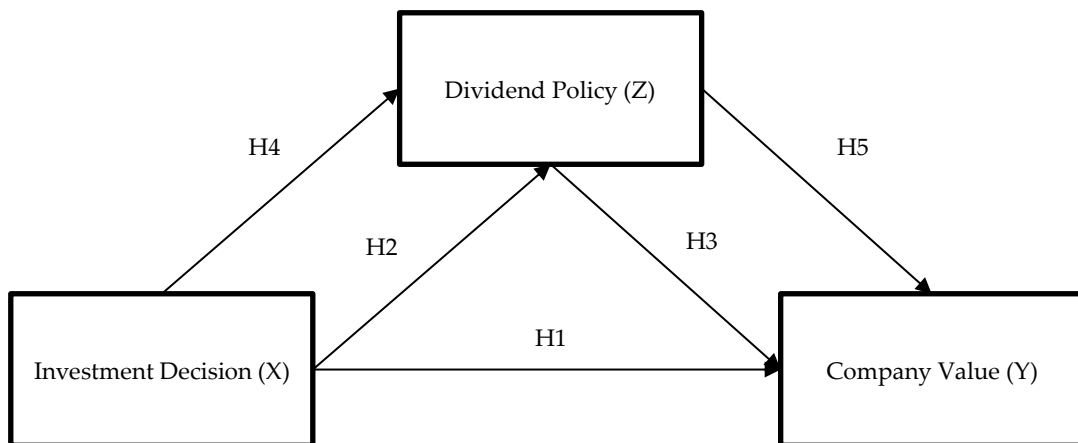 Dividend Policy (Z)
H4
H5
H2
H3
H1
Investment Decision (X)
Company Value (Y)